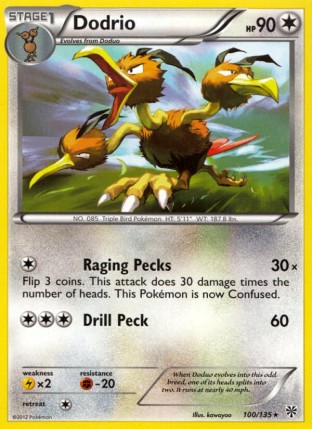 STAGE1
Dodrio
HP90
Evolves from Doduo
NO. 085 Triple Bird Pokémon. HT: 5'11" WT: 187.8 lbs.
Raging Pecks 30×
Flip 3 coins. This attack does 30 damage times the
number of heads. This Pokémon is now Confused.
Drill Peck 60
weakness resistance
×2 -20
retreat
When Doduo evolves into this odd
breed, one of its heads splits into
two. It runs at nearly 40 mph.
©2012 Pokémon
Illus. kawayoo
100/135 ★